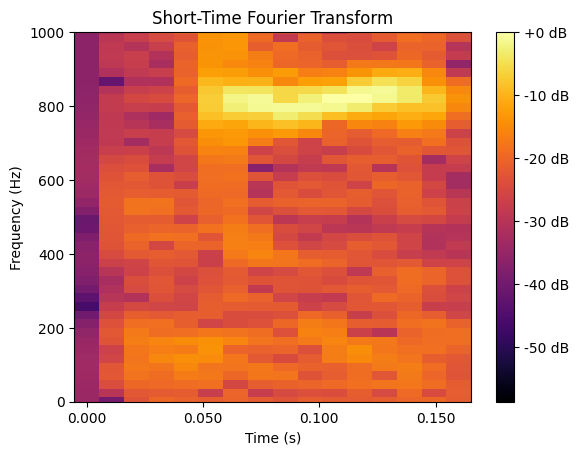 Short-Time Fourier Transform
1000
800
600
400
200
0
Frequency (Hz)
0.000
0.050
0.100
0.150
Time (s)
+0 dB
-10 dB
-20 dB
-30 dB
-40 dB
-50 dB